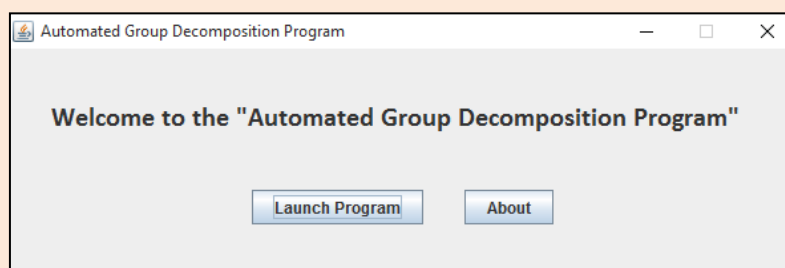 Automated Group Decomposition Program
Welcome to the "Automated Group Decomposition Program"
Launch Program About